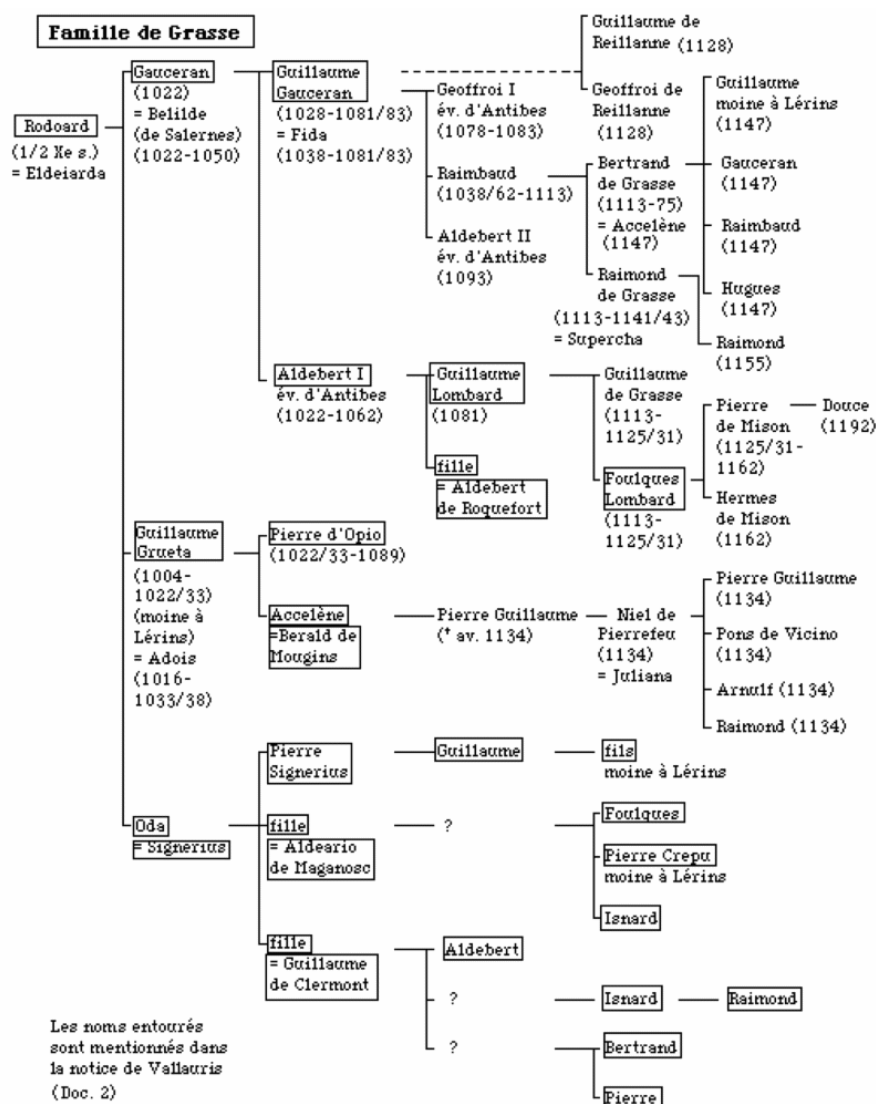 Famille de Grasse
Rodoard
(1/2 Xe s.)
= Eldeiarda
Gauceran
(1022)
= Belilde
(de Salernes)
(1022-1050)
Guillaume
Gauceran
(1028-1081/83)
= Fida
(1038-1081/83)
Guillaume de
Reillanne
(1128)
Geoffroi I
év. d'Antibes
(1078-1083)
Geoffroi de
Reillanne
(1128)
Raimbaud
(1038/62-1113)
Aldebert II
év. d'Antibes
(1093)
Bertrand
de Grasse
(1113-75)
= Accelène
(1147)
Raimond
de Grasse
(1113-1141/43)
= Supercha
Guillaume
moine à Lérins
(1147)
Gauceran
(1147)
Raimbaud
(1147)
Hugues
(1147)
Raimond
(1155)
Aldebert I
év. d'Antibes
(1022-1062)
Guillaume
Lombard
(1081)
fille
= Aldebert
de Roquefort
Guillaume
de Grasse
(1113-
1125/31)
Foulques
Lombard
(1113-
1125/31)
Pierre
de Mison
(1125/31-
1162)
Douce
(1192)
Hermes
de Mison
(1162)
Guillaume
Grueta
(1004-
1022/33)
(moine à
Lérins)
= Adois
(1016-
1033/38)
Pierre d'Opio
(1022/33-1089)
Accelène
=Berald de
Mougins
Pierre Guillaume
(† av. 1134)
Niel de
Pierrefeu
(1134)
= Juliana
Pierre Guillaume
(1134)
Pons de Vicino
(1134)
Arnulf (1134)
Raimond (1134)
Oda
= Signerius
Pierre
Signerius
Guillaume
fils
moine à Lérins
fille
= Aldeario
de Maganosc
?
Foulques
Pierre Crepu
moine à Lérins
Isnard
fille
= Guillaume
de Clermont
Aldebert
?
Isnard
Raimond
?
Bertrand
Pierre
Les noms entourés
sont mentionnés dans
la notice de Vallauris
(Doc. 2)